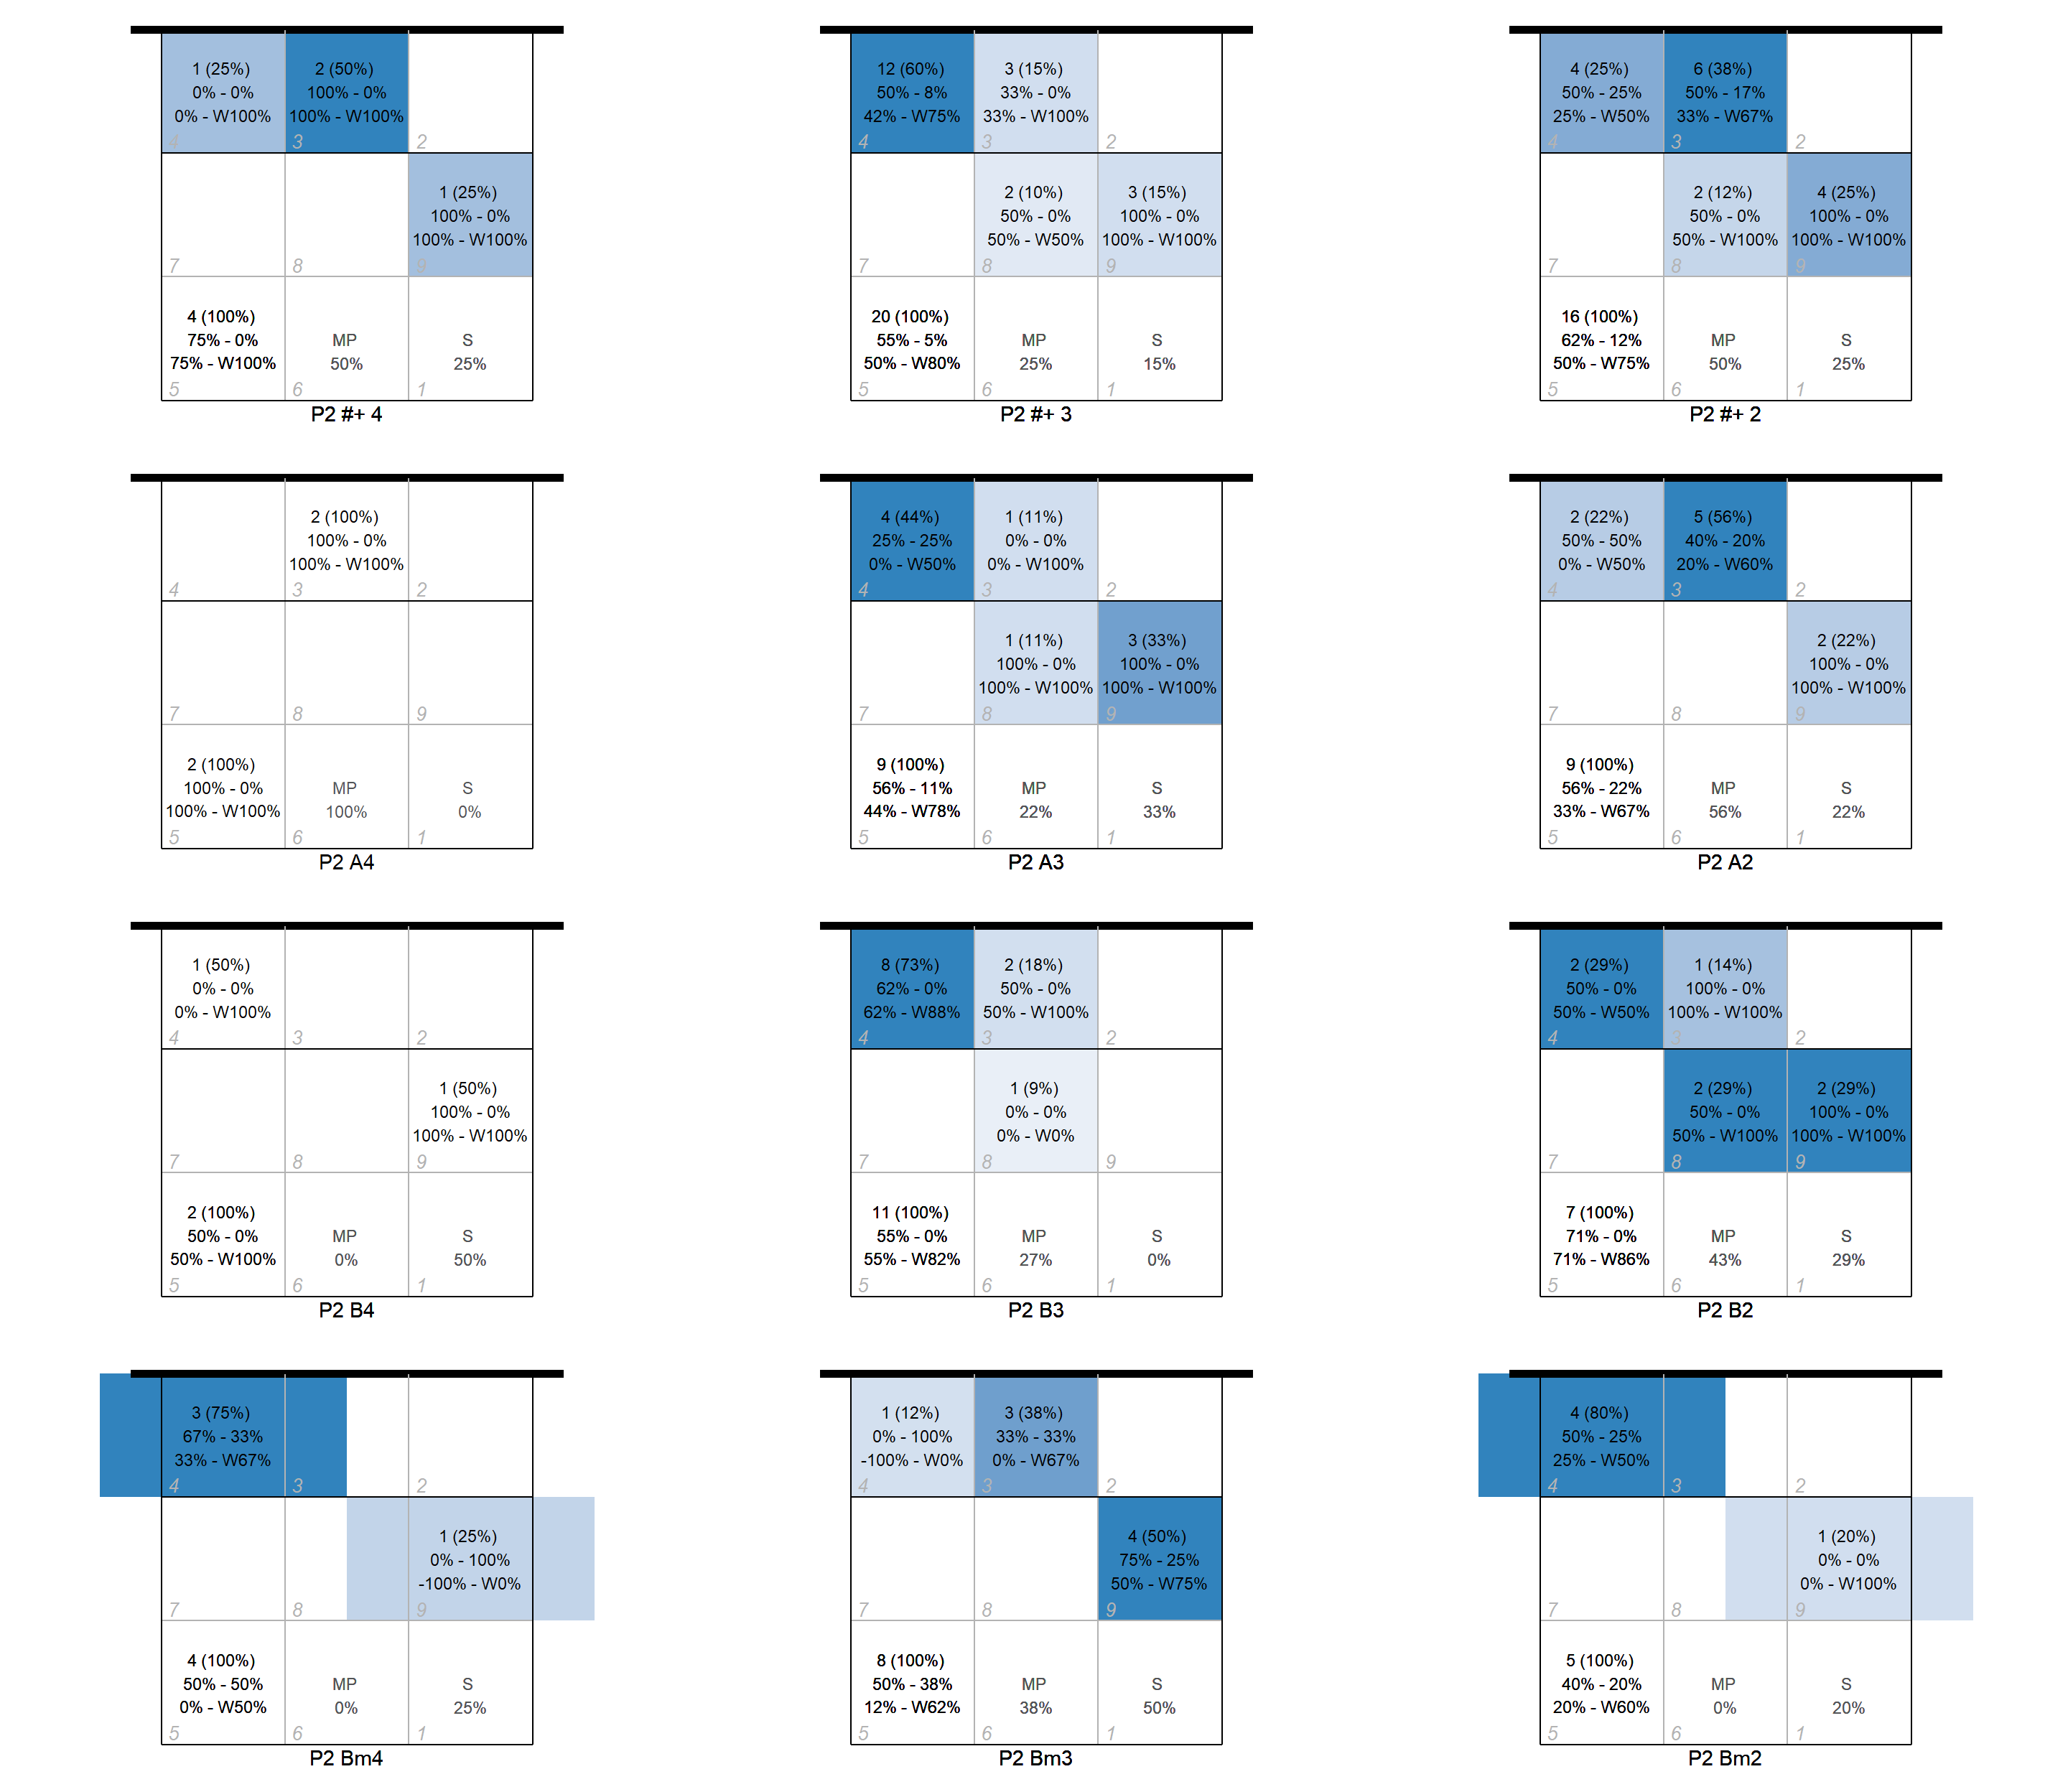 1 (25%)
0% - 0%
0% - W100%
4
2 (50%)
100% - 0%
100% - W100%
3
2
7
8
1 (25%)
100% - 0%
100% - W100%
9
4 (100%)
75% - 0%
75% - W100%
5
MP
50%
6
S
25%
1
P2 #+ 4
12 (60%)
50% - 8%
42% - W75%
4
3 (15%)
33% - 0%
33% - W100%
3
2
7
2 (10%)
50% - 0%
50% - W50%
8
3 (15%)
100% - 0%
100% - W100%
9
20 (100%)
55% - 5%
50% - W80%
5
MP
25%
6
S
15%
1
P2 #+ 3
4 (25%)
50% - 25%
25% - W50%
4
6 (38%)
50% - 17%
33% - W67%
3
2
7
2 (12%)
50% - 0%
50% - W100%
8
4 (25%)
100% - 0%
100% - W100%
9
16 (100%)
62% - 12%
50% - W75%
5
MP
50%
6
S
25%
1
P2 #+ 2
4
2 (100%)
100% - 0%
100% - W100%
3
2
7
8
9
2 (100%)
100% - 0%
100% - W100%
5
MP
100%
6
S
0%
1
P2 A4
4 (44%)
25% - 25%
0% - W50%
4
1 (11%)
0% - 0%
0% - W100%
3
2
7
1 (11%)
100% - 0%
100% - W100%
8
3 (33%)
100% - 0%
100% - W100%
9
9 (100%)
56% - 11%
44% - W78%
5
MP
22%
6
S
33%
1
P2 A3
2 (22%)
50% - 50%
0% - W50%
4
5 (56%)
40% - 20%
20% - W60%
3
2
7
8
2 (22%)
100% - 0%
100% - W100%
9
9 (100%)
56% - 22%
33% - W67%
5
MP
56%
6
S
22%
1
P2 A2
1 (50%)
0% - 0%
0% - W100%
4
3
2
7
8
1 (50%)
100% - 0%
100% - W100%
9
2 (100%)
50% - 0%
50% - W100%
5
MP
0%
6
S
50%
1
P2 B4
8 (73%)
62% - 0%
62% - W88%
4
2 (18%)
50% - 0%
50% - W100%
3
2
7
1 (9%)
0% - 0%
0% - W0%
8
9
11 (100%)
55% - 0%
55% - W82%
5
MP
27%
6
S
0%
1
P2 B3
2 (29%)
50% - 0%
50% - W50%
4
1 (14%)
100% - 0%
100% - W100%
3
2
7
2 (29%)
50% - 0%
50% - W100%
8
2 (29%)
100% - 0%
100% - W100%
9
7 (100%)
71% - 0%
71% - W86%
5
MP
43%
6
S
29%
1
P2 B2
3 (75%)
67% - 33%
33% - W67%
4
3
2
7
8
1 (25%)
0% - 100%
-100% - W0%
9
4 (100%)
50% - 50%
0% - W50%
5
MP
0%
6
S
25%
1
P2 Bm4
1 (12%)
0% - 100%
-100% - W0%
4
3 (38%)
33% - 33%
0% - W67%
3
2
7
8
4 (50%)
75% - 25%
50% - W75%
9
8 (100%)
50% - 38%
12% - W62%
5
MP
38%
6
S
50%
1
P2 Bm3
4 (80%)
50% - 25%
25% - W50%
4
3
2
7
8
1 (20%)
0% - 0%
0% - W100%
9
5 (100%)
40% - 20%
20% - W60%
5
MP
0%
6
S
20%
1
P2 Bm2